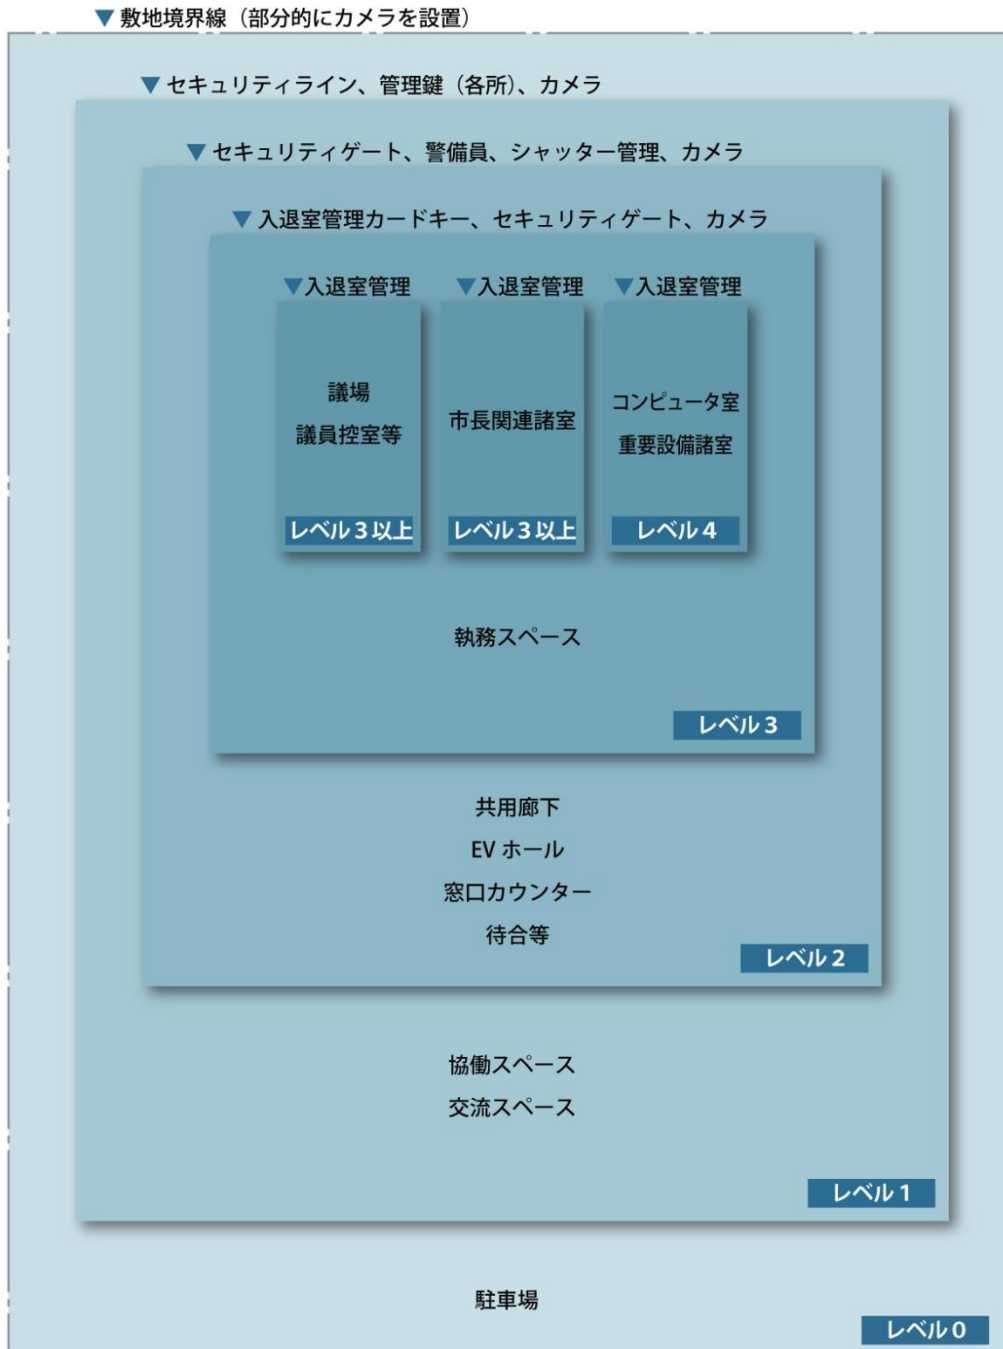 ▼敷地境界線（部分的にカメラを設置）
▼セキュリティライン、管理鍵（各所）、カメラ
▼セキュリティゲート、警備員、シャッター管理、カメラ
▼入退室管理カードキー、セキュリティゲート、カメラ
▼入退室管理
議場
議員控室等
レベル３以上
▼入退室管理
市長関連諸室
レベル３以上
▼入退室管理
コンピュータ室
重要設備諸室
レベル４
執務スペース
レベル３
共用廊下
EVホール
窓口カウンター
待合等
レベル２
協働スペース
交流スペース
レベル１
駐車場
レベル０